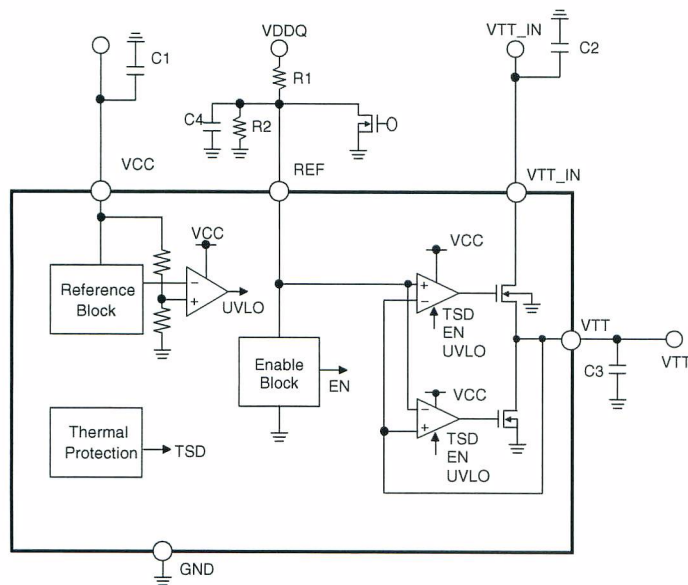 C1
VDDQ
R1
C4
R2
VTT_IN
C2
VCC
REF
VTT_IN
Reference
Block
VCC
−
+
UVLO
VCC
+
−
TSD
EN
UVLO
VTT
C3
VTT
Enable
Block
EN
VCC
−
+
TSD
EN
UVLO
Thermal
Protection
TSD
GND